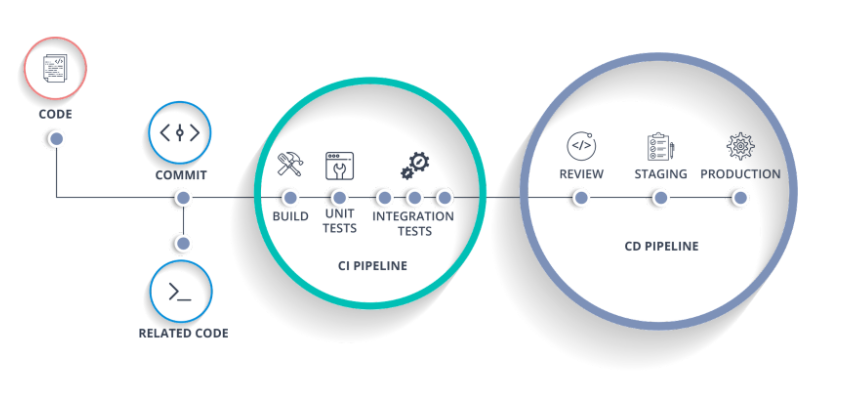 CODE
COMMIT
RELATED CODE
BUILD
UNIT
TESTS
INTEGRATION
TESTS
CI PIPELINE
REVIEW
STAGING
PRODUCTION
CD PIPELINE